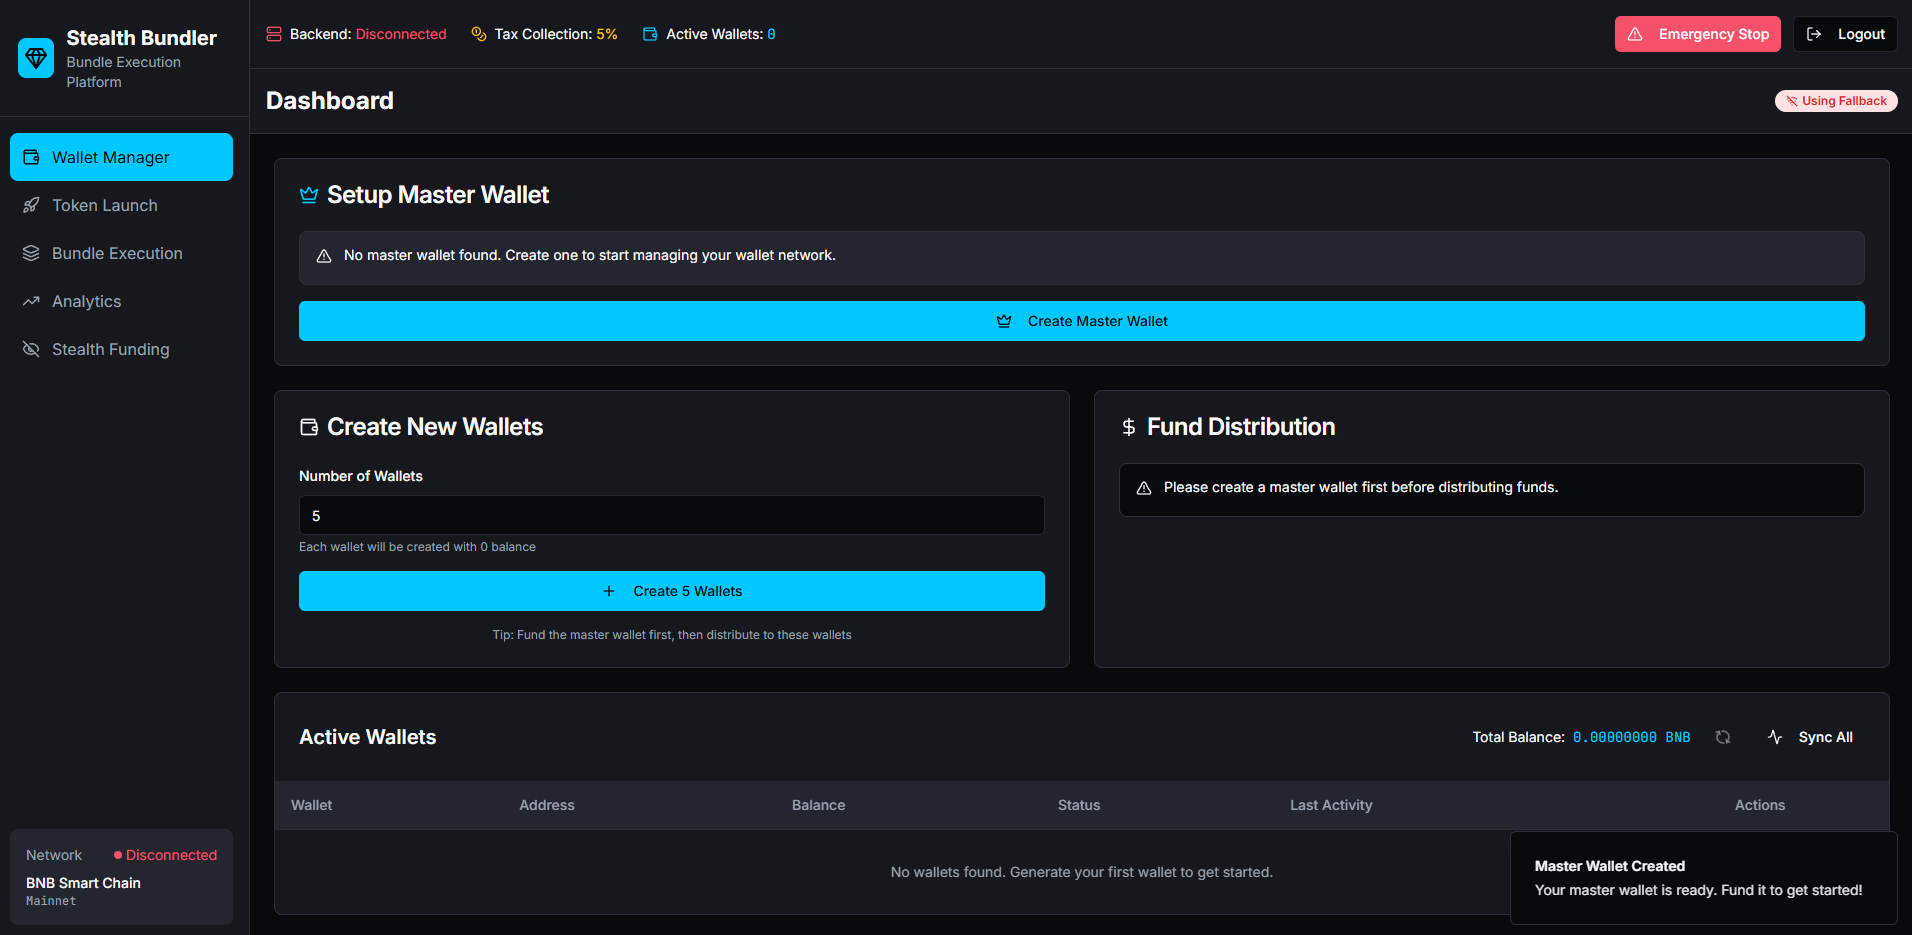 Stealth Bundler
Bundle Execution
Platform
Backend: Disconnected
Tax Collection: 5%
Active Wallets: 0
Emergency Stop
Logout
Dashboard
Using Fallback
Wallet Manager
Token Launch
Bundle Execution
Analytics
Stealth Funding
Setup Master Wallet
No master wallet found. Create one to start managing your wallet network.
Create Master Wallet
Create New Wallets
Number of Wallets
5
Each wallet will be created with 0 balance
Create 5 Wallets
Tip: Fund the master wallet first, then distribute to these wallets
Fund Distribution
Please create a master wallet first before distributing funds.
Active Wallets
Total Balance: 0.00000000 BNB
Sync All
Wallet Address Balance Status Last Activity Actions
No wallets found. Generate your first wallet to get started.
Network Disconnected
BNB Smart Chain
Mainnet
Master Wallet Created
Your master wallet is ready. Fund it to get started!